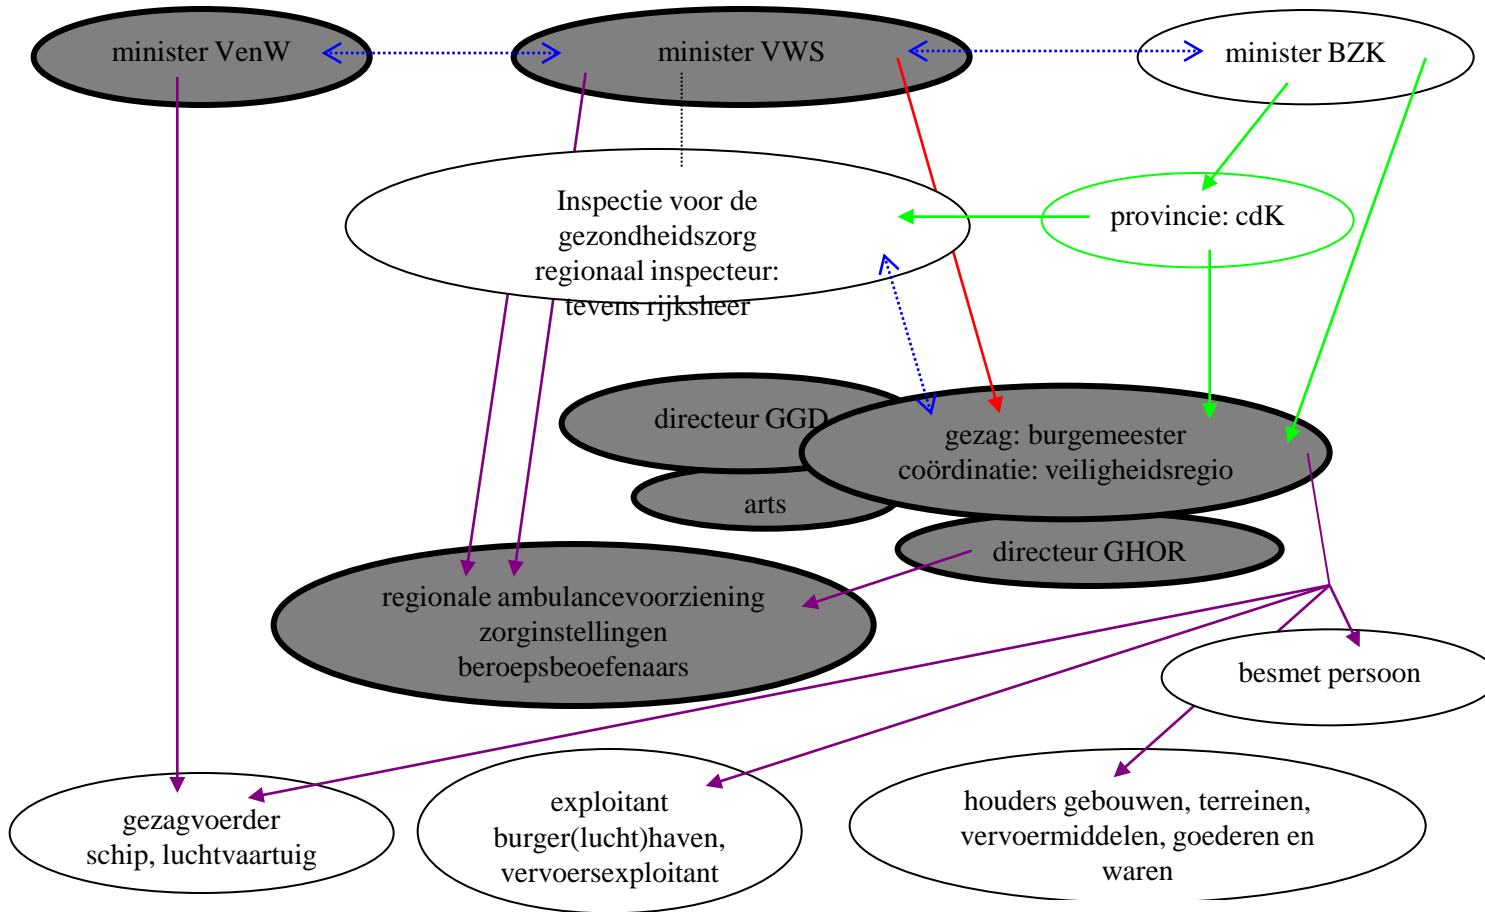 minister VenW
minister VWS
minister BZK
Inspectie voor de
gezondheidszorg
regionaal inspecteur:
tevens rijksheer
provincie: cdK
directeur GGD
gezag: burgemeester
coördinatie: veiligheidsregio
arts
directeur GHOR
regionale ambulancevoorziening
zorginstellingen
beroepsbeoefenaars
besmet persoon
gezagvoerder
schip, luchtvaartuig
exploitant
burger(lucht)haven,
vervoersexploitant
houders gebouwen, terreinen,
vervoermiddelen, goederen en
waren